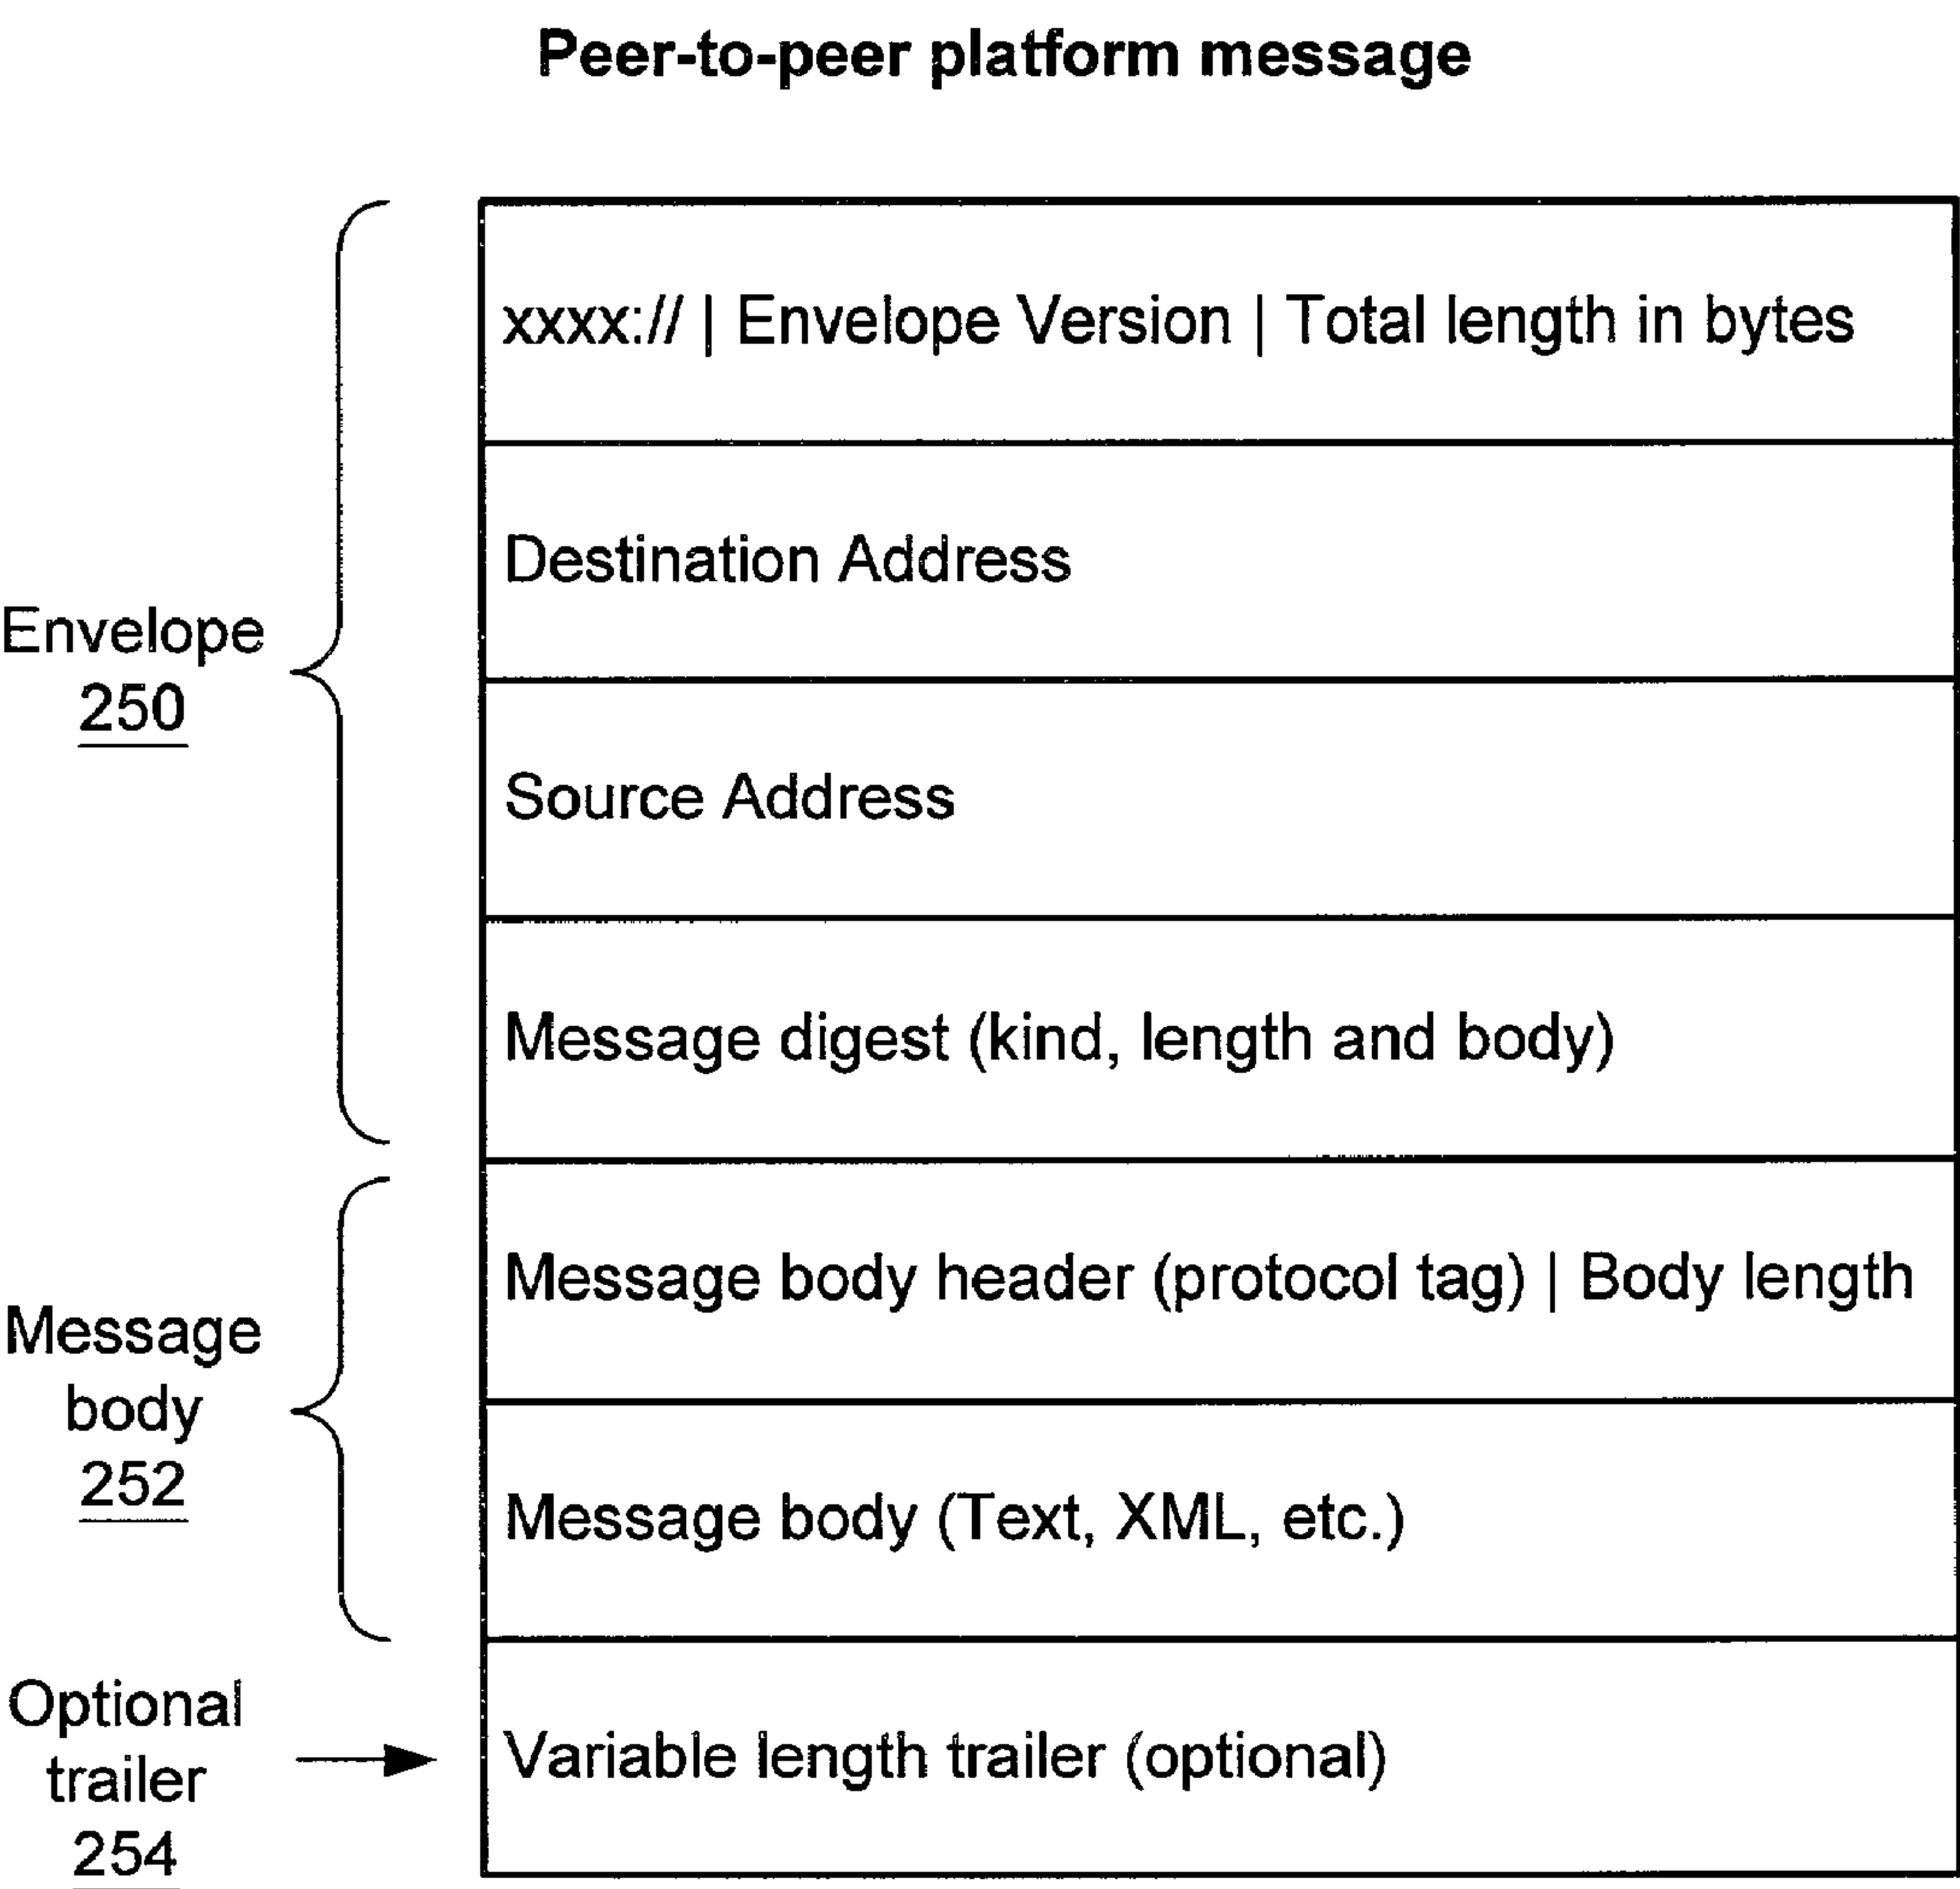 Peer-to-peer platform message
xxxx:// | Envelope Version | Total length in bytes
Destination Address
Envelope
250
Source Address
Message digest (kind, length and body)
Message body header (protocol tag) | Body length
Message
body
252
Message body (Text, XML, etc.)
Optional
trailer
254
Variable length trailer (optional)